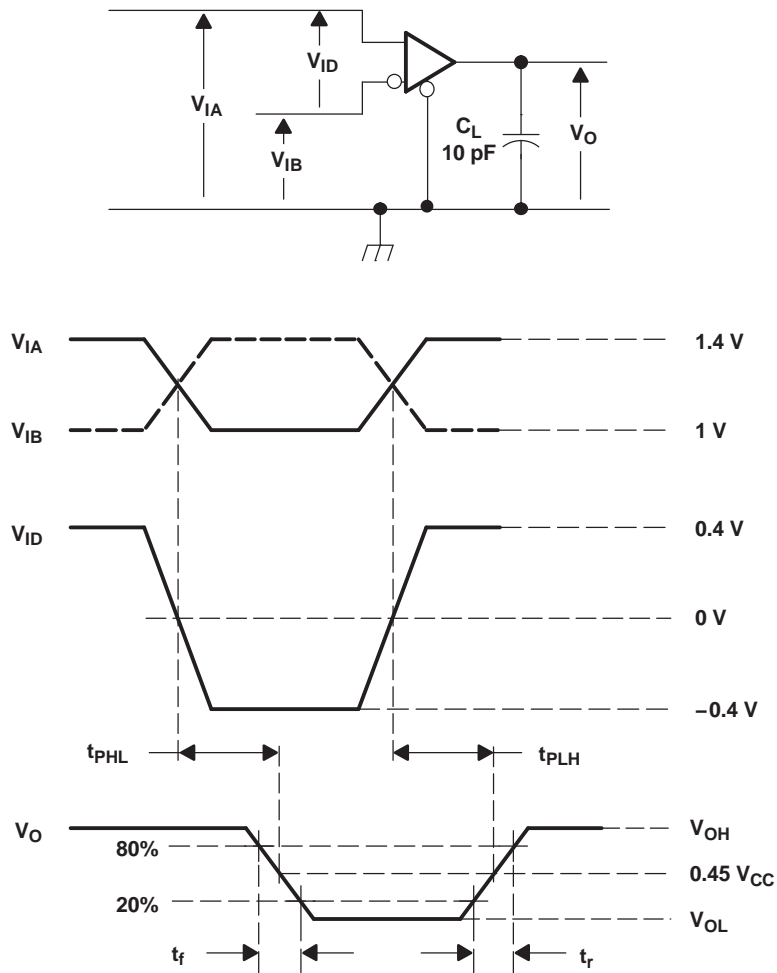 V_ID
V_IA
V_IB
C_L
10 pF
V_O
V_IA
1.4 V
V_IB
1 V
V_ID
0.4 V
0 V
−0.4 V
t_PHL
t_PLH
V_O
V_OH
80%
0.45 V_CC
20%
V_OL
t_f
t_r